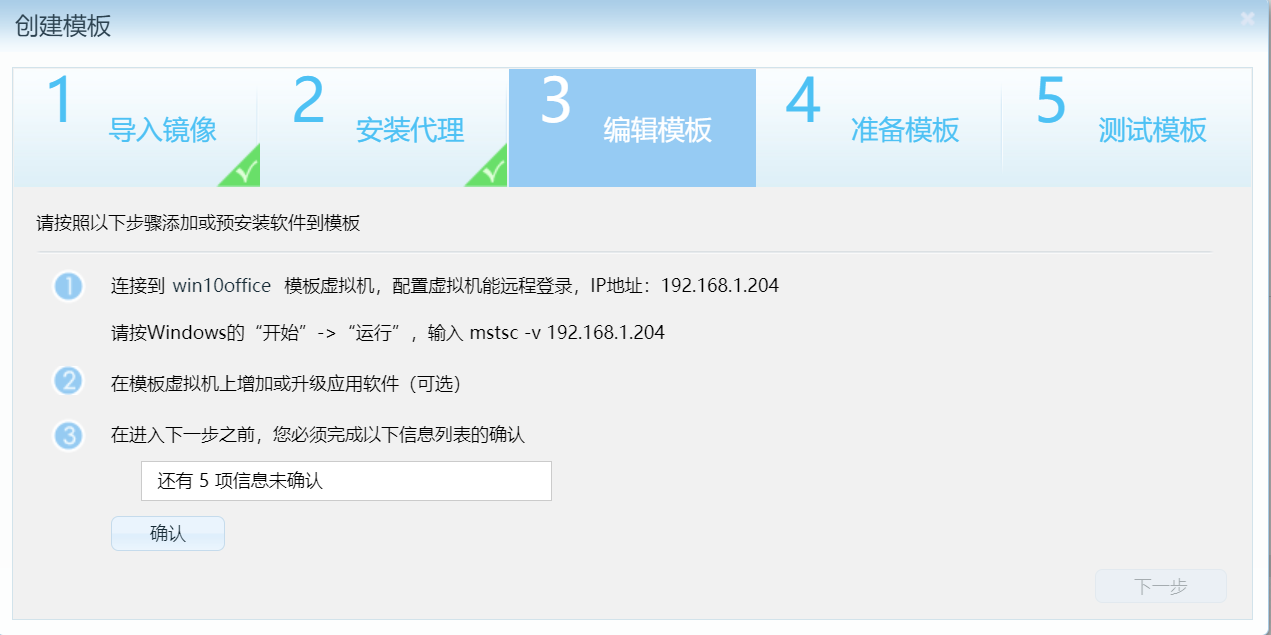 创建模板
1 导入镜像
2 安装代理
3 编辑模板
4 准备模板
5 测试模板
请按照以下步骤添加或预安装软件到模板
1 连接到 win10office 模板虚拟机，配置虚拟机能远程登录，IP地址：192.168.1.204
请按Windows的“开始”->“运行”，输入 mstsc -v 192.168.1.204
2 在模板虚拟机上增加或升级应用软件（可选）
3 在进入下一步之前，您必须完成以下信息列表的确认
还有 5 项信息未确认
确认
下一步